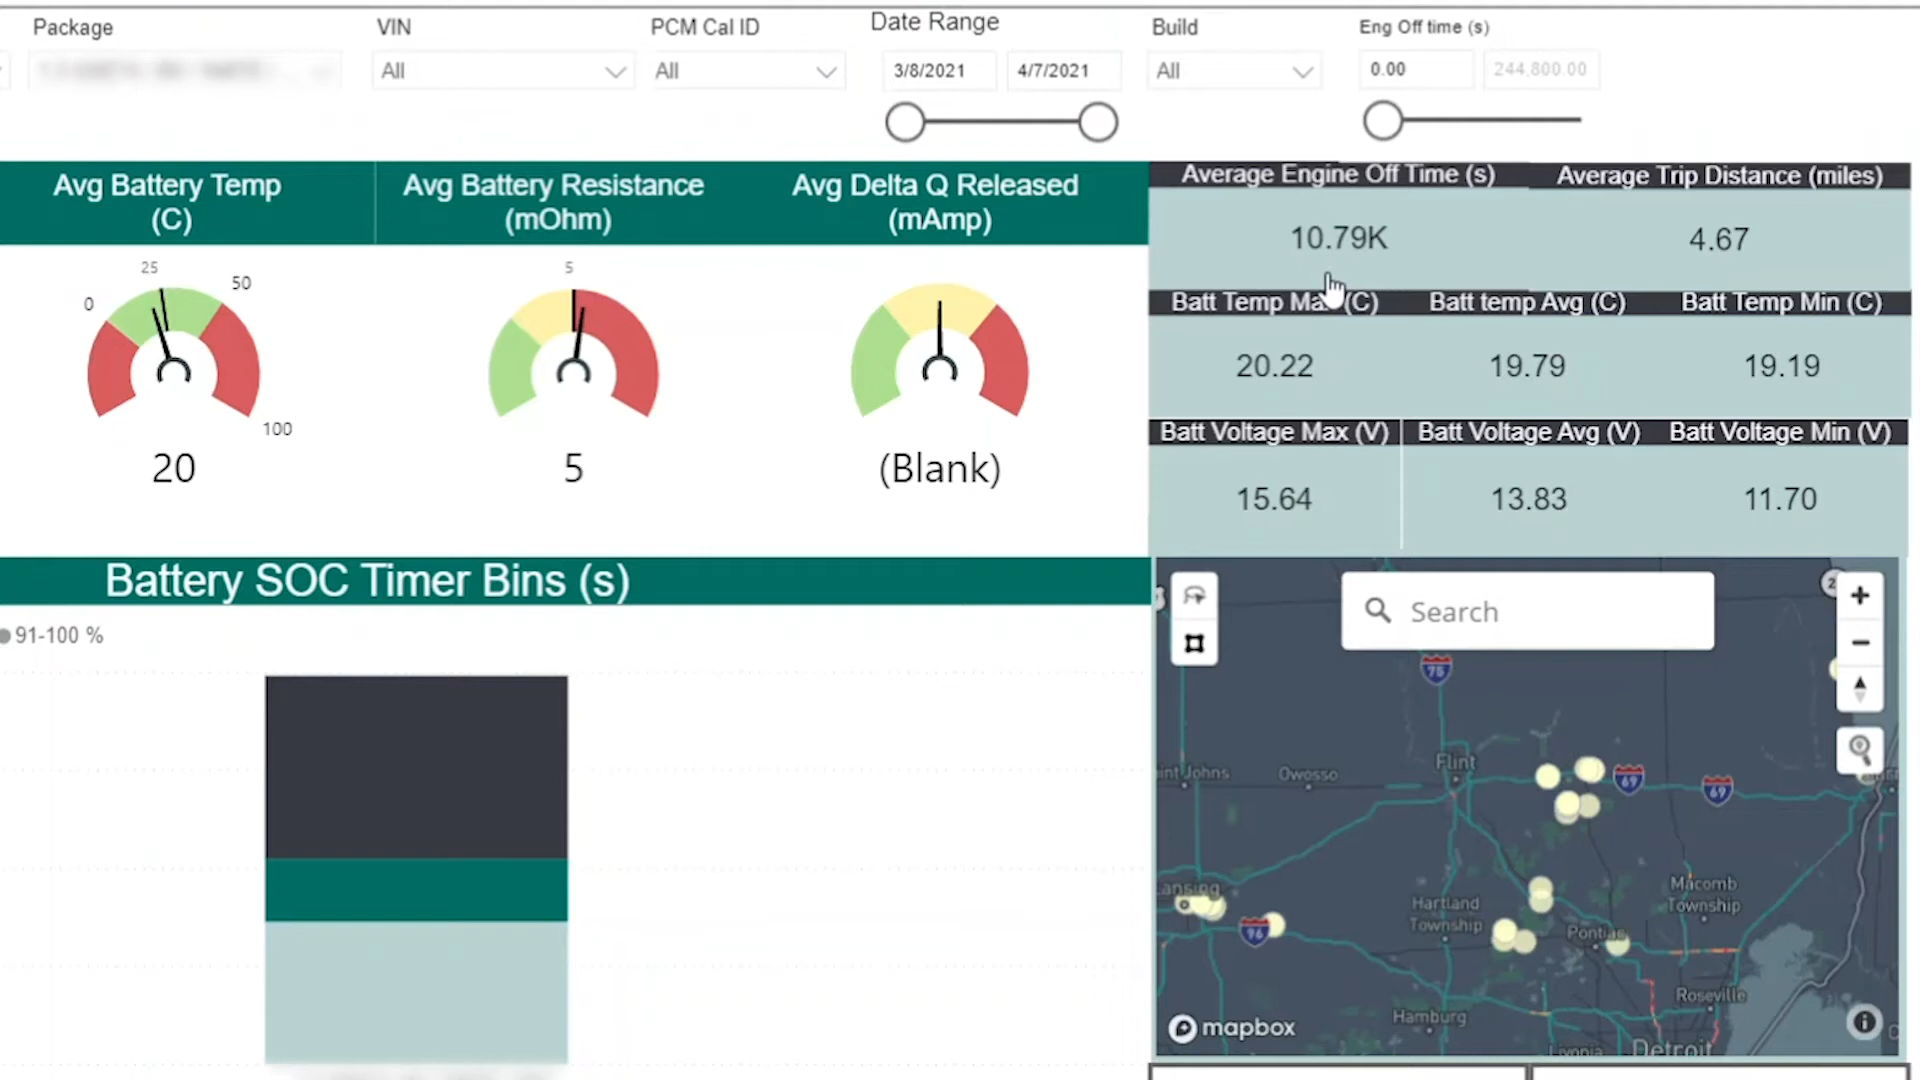 Package
VIN
PCM Cal ID
Date Range
Build
Eng Off time (s)
All
All
3/8/2021
4/7/2021
All
0.00
244,800.00
Avg Battery Temp
(C)
Avg Battery Resistance
(mOhm)
Avg Delta Q Released
(mAmp)
Average Engine Off Time (s)
Average Trip Distance (miles)
10.79K
4.67
0
25
50
100
20
5
5
(Blank)
Batt Temp Max (C)
Batt temp Avg (C)
Batt Temp Min (C)
20.22
19.79
19.19
Batt Voltage Max (V)
Batt Voltage Avg (V)
Batt Voltage Min (V)
15.64
13.83
11.70
Battery SOC Timer Bins (s)
91-100 %
Search
75
Flint
int Johns
Owosso
69
69
ansing
96
Hartland
Township
Pontiac
Macomb
Township
Roseville
Hamburg
Livonia
Detroit
mapbox